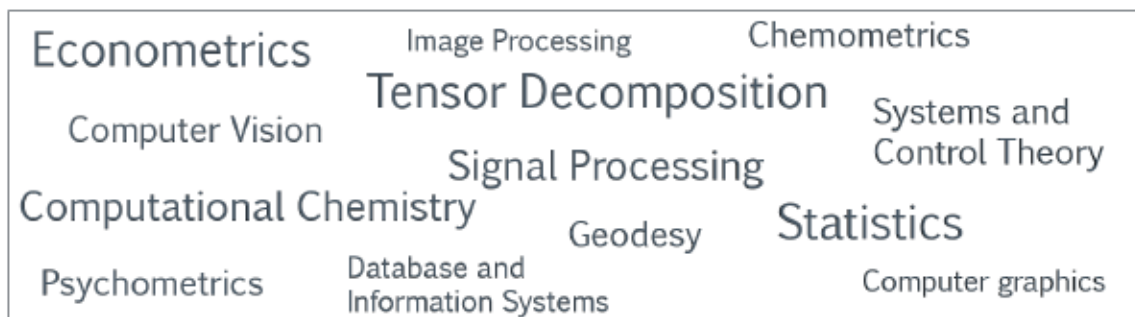 Econometrics
Image Processing
Chemometrics
Tensor Decomposition
Computer Vision
Systems and
Control Theory
Signal Processing
Computational Chemistry
Geodesy
Statistics
Psychometrics
Database and
Information Systems
Computer graphics